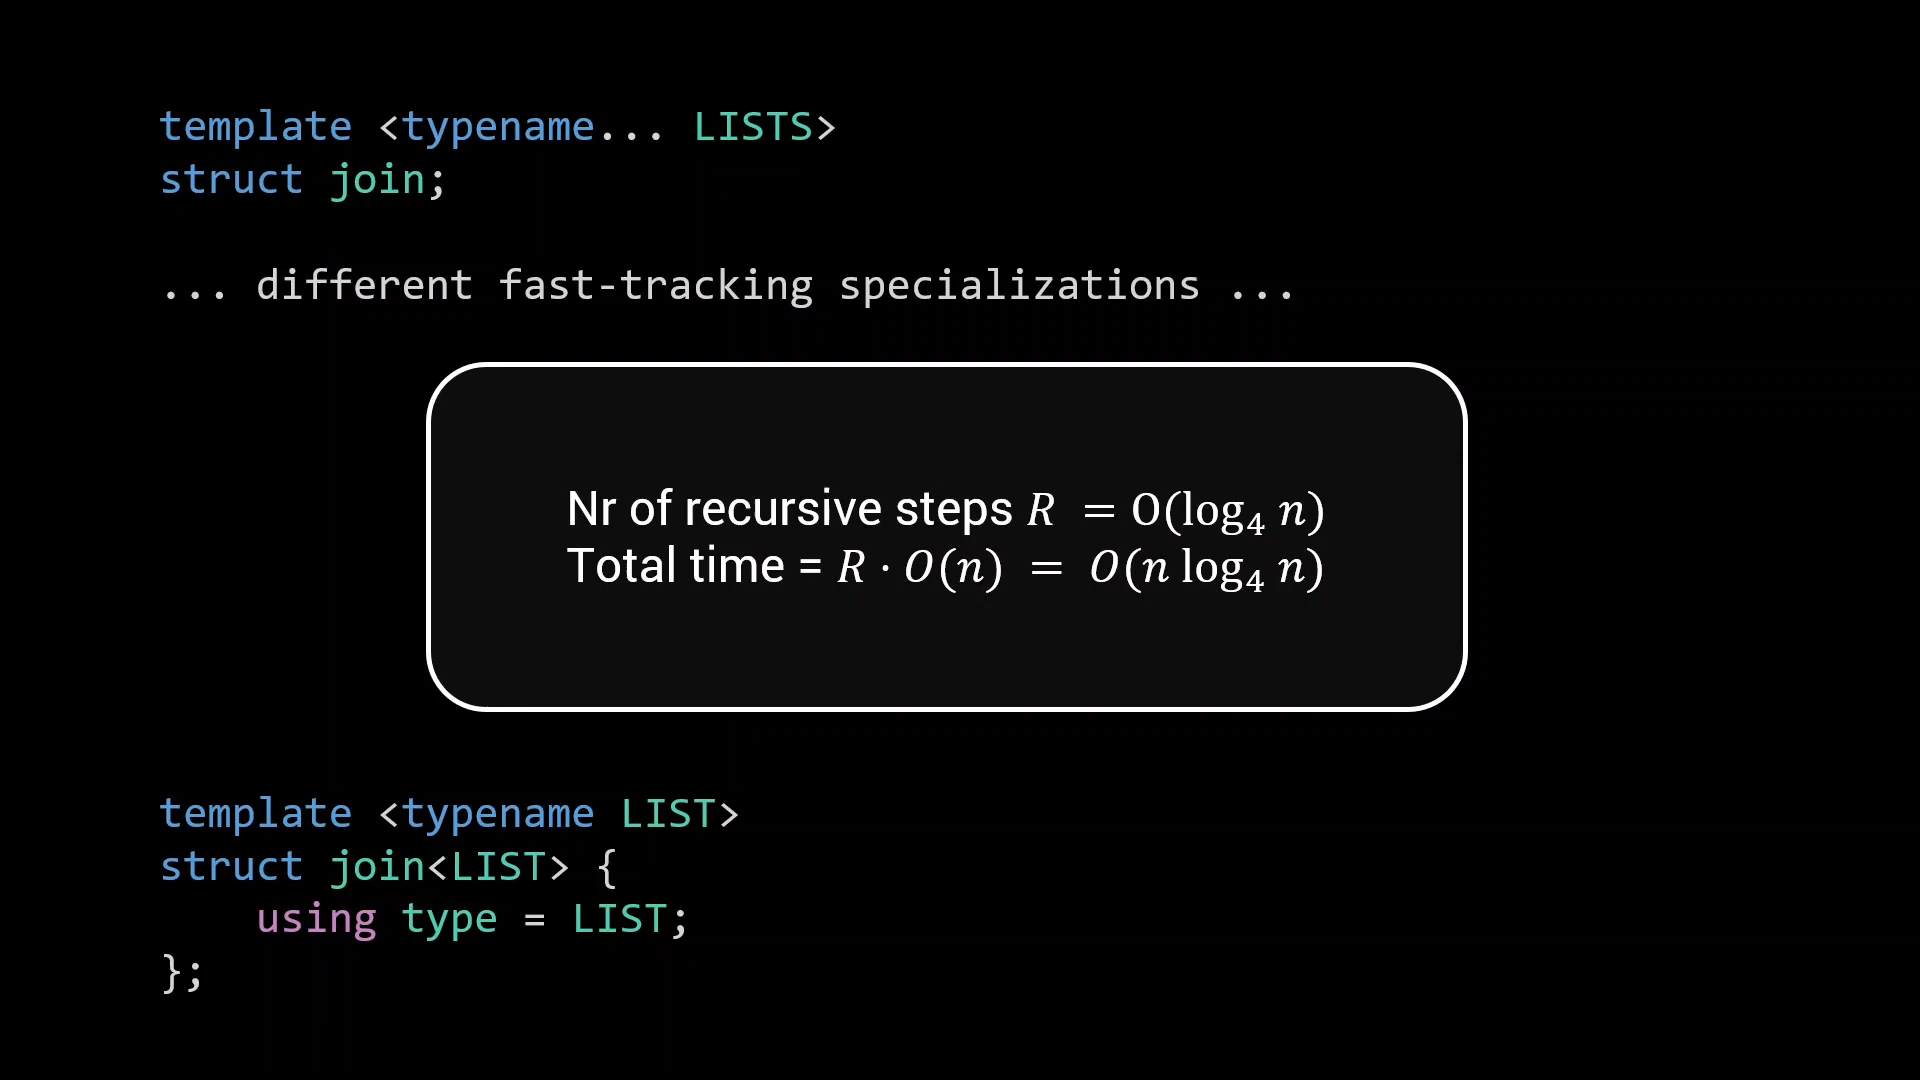 template <typename... LISTS>
struct join;
... different fast-tracking specializations ...
Nr of recursive steps R = O(log₄ n)
Total time = R · O(n) = O(n log₄ n)
template <typename LIST>
struct join<LIST> {
    using type = LIST;
};